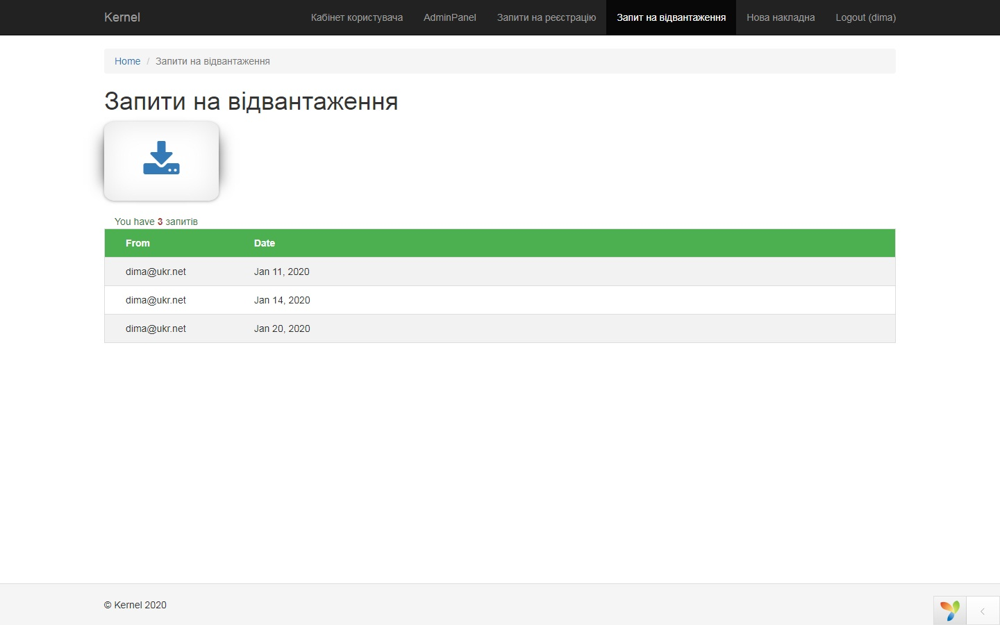 Kernel Кабінет користувача AdminPanel Запити на реєстрацію Запит на відвантаження Нова накладна Logout (dima)
Home / Запити на відвантаження
Запити на відвантаження
You have 3 запитів
From Date
dima@ukr.net Jan 11, 2020
dima@ukr.net Jan 14, 2020
dima@ukr.net Jan 20, 2020
© Kernel 2020